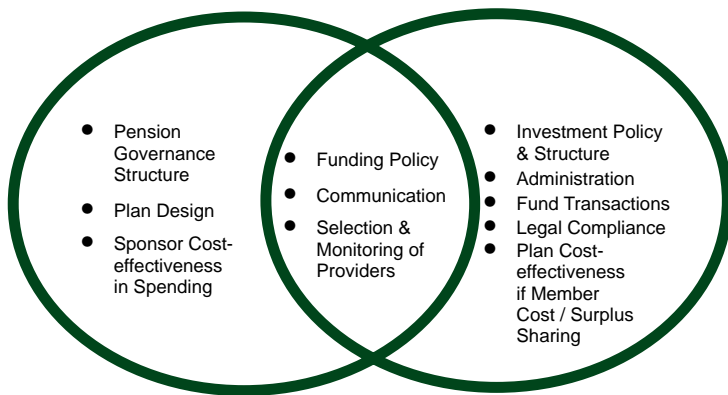 ● Pension
Governance
Structure
● Plan Design
● Sponsor Cost-
effectiveness
in Spending
● Funding Policy
● Communication
● Selection &
Monitoring of
Providers
● Investment Policy
& Structure
● Administration
● Fund Transactions
● Legal Compliance
● Plan Cost-
effectiveness
if Member
Cost / Surplus
Sharing